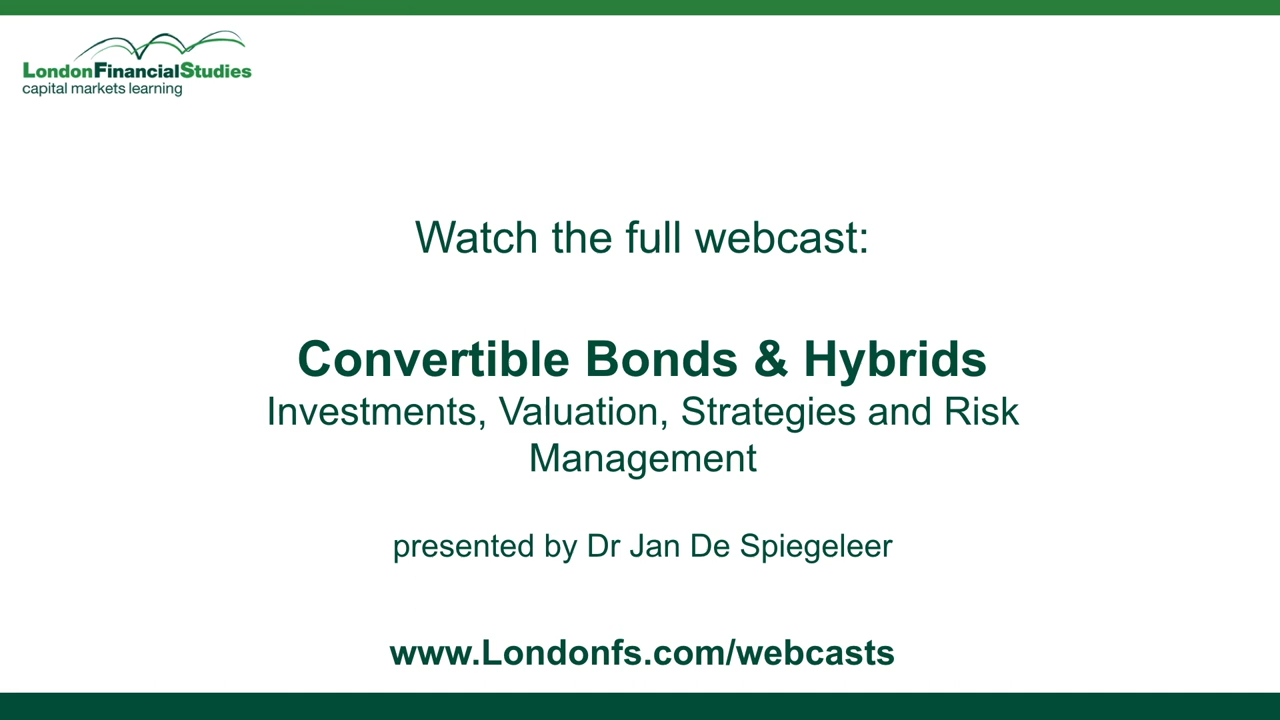 LondonFinancialStudies
capital markets learning
Watch the full webcast:
Convertible Bonds & Hybrids
Investments, Valuation, Strategies and Risk
Management
presented by Dr Jan De Spiegeleer
www.Londonfs.com/webcasts